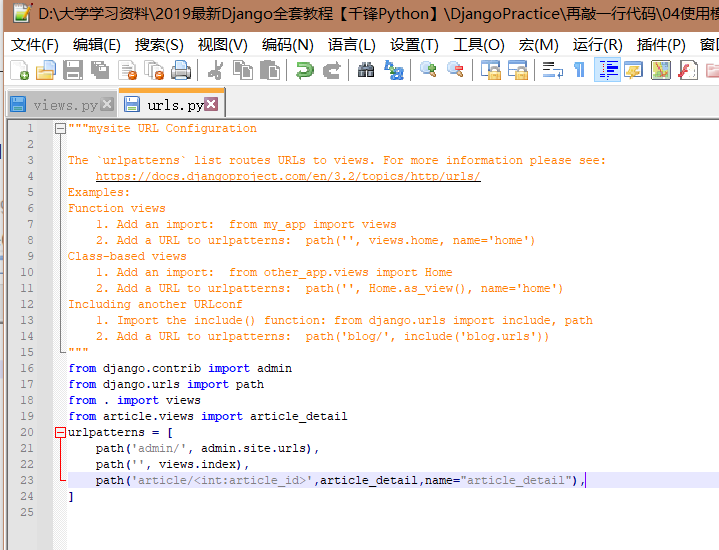 D:\大学学习资料\2019最新Django全套教程【千锋Python】\DjangoPractice\再敲一行代码\04使用模
文件(F) 编辑(E) 搜索(S) 视图(V) 编码(N) 语言(L) 设置(T) 工具(O) 宏(M) 运行(R) 插件(P) 窗口
views.py urls.py
1 """mysite URL Configuration
2
3 The `urlpatterns` list routes URLs to views. For more information please see:
4 https://docs.djangoproject.com/en/3.2/topics/http/urls/
5 Examples:
6 Function views
7 1. Add an import:  from my_app import views
8 2. Add a URL to urlpatterns:  path('', views.home, name='home')
9 Class-based views
10 1. Add an import:  from other_app.views import Home
11 2. Add a URL to urlpatterns:  path('', Home.as_view(), name='home')
12 Including another URLconf
13 1. Import the include() function: from django.urls import include, path
14 2. Add a URL to urlpatterns:  path('blog/', include('blog.urls'))
15 """
16 from django.contrib import admin
17 from django.urls import path
18 from . import views
19 from article.views import article_detail
20 urlpatterns = [
21 path('admin/', admin.site.urls),
22 path('', views.index),
23 path('article/<int:article_id>',article_detail,name="article_detail"),
24 ]
25